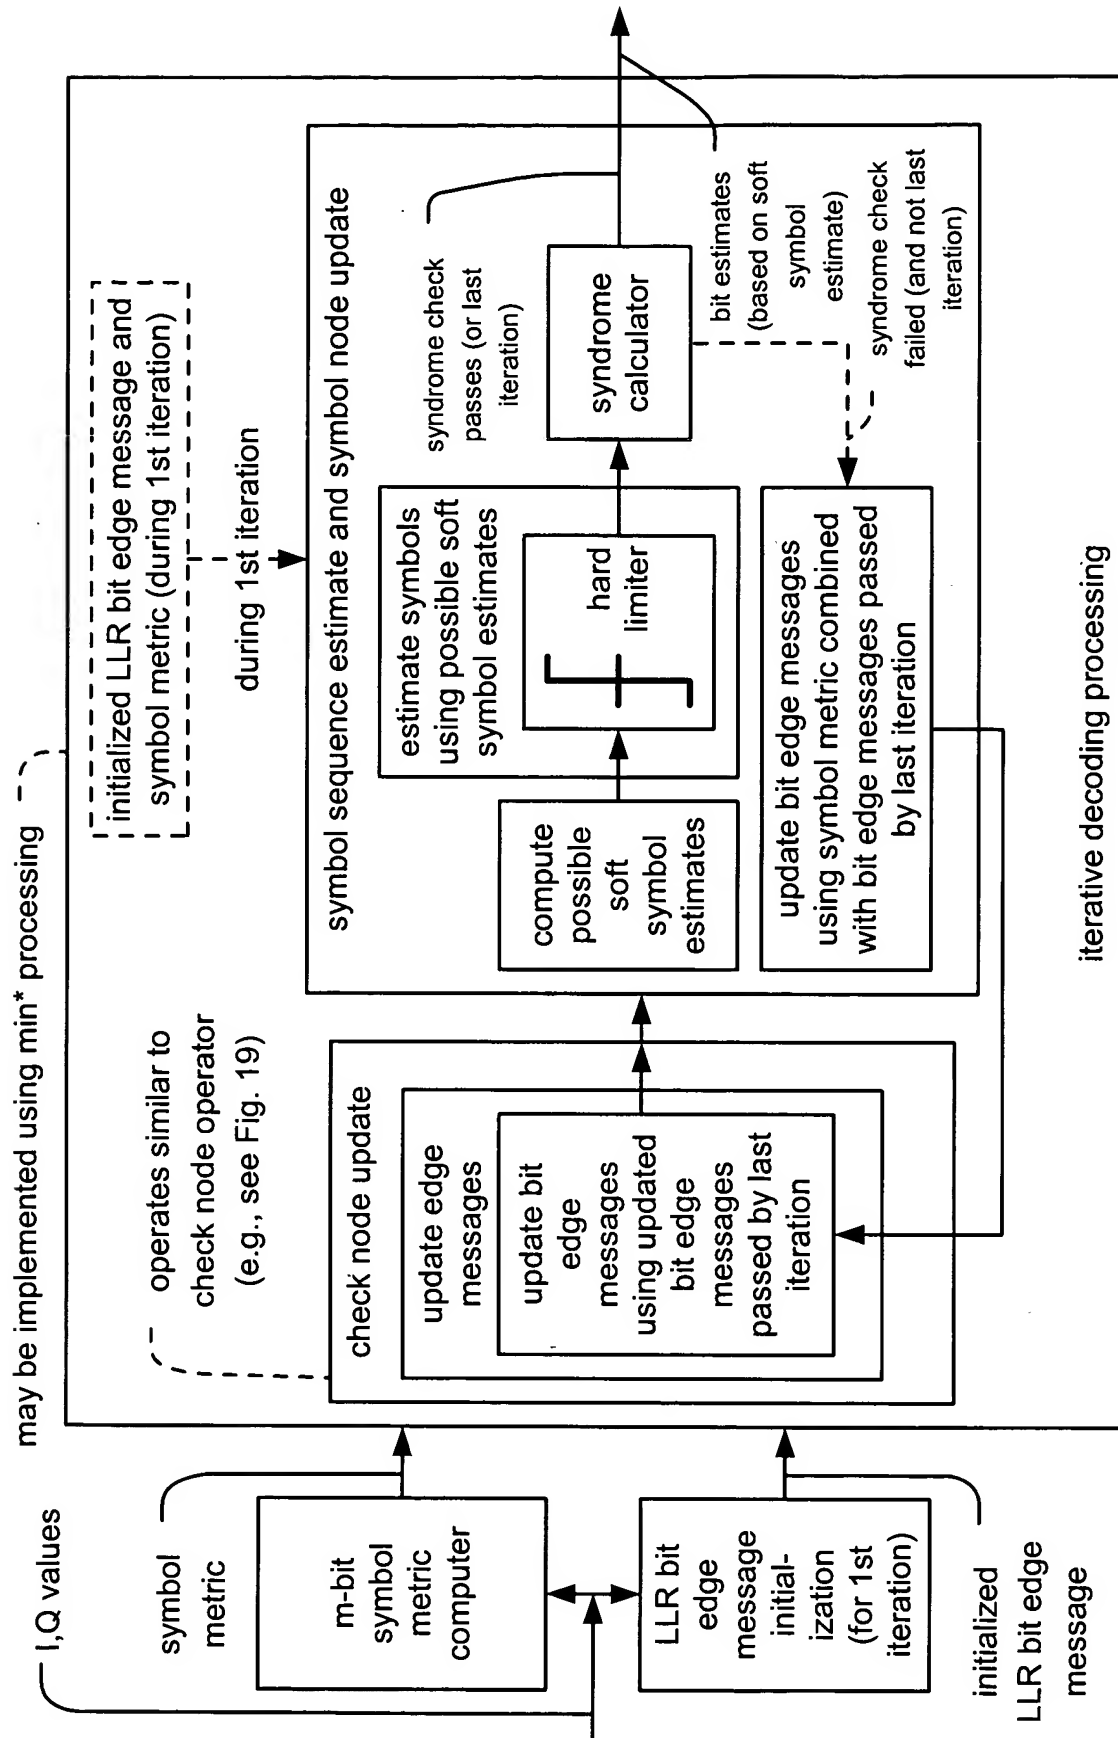 I,Q values
symbol
metric
m-bit
symbol
metric
computer
LLR bit
edge
message
initial-
ization
(for 1st
iteration)
initialized
LLR bit edge
message
may be implemented using min* processing
operates similar to
check node operator
(e.g., see Fig. 19)
check node update
update edge
messages
update bit
edge
messages
using updated
bit edge
messages
passed by last
iteration
initialized LLR bit edge message and
symbol metric (during 1st iteration)
during 1st iteration
symbol sequence estimate and symbol node update
compute
possible
soft
symbol
estimates
estimate symbols
using possible soft
symbol estimates
hard
limiter
syndrome check
passes (or last
iteration)
syndrome
calculator
bit estimates
(based on soft
symbol
estimate)
syndrome check
failed (and not last
iteration)
update bit edge messages
using symbol metric combined
with bit edge messages passed
by last iteration
iterative decoding processing